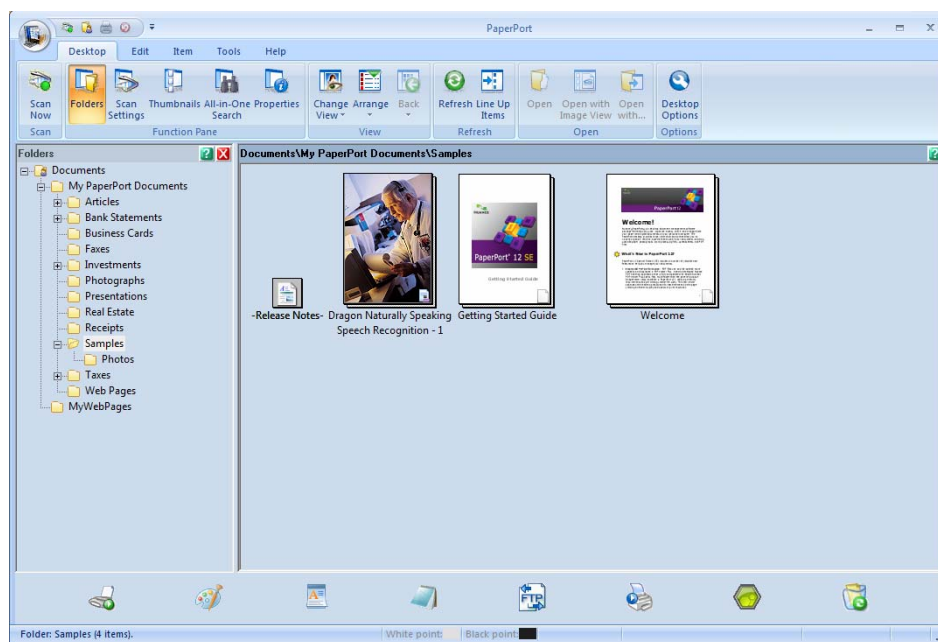 PaperPort
Desktop Edit Item Tools Help
Scan Now
Folders
Scan Settings
Thumbnails
All-in-One Search
Properties
Change View
Arrange
Back
Refresh
Line Up Items
Open
Open with Image View
Open with...
Desktop Options
Scan Function Pane View Refresh Open Options
Folders
Documents\My PaperPort Documents\Samples
Documents
My PaperPort Documents
Articles
Bank Statements
Business Cards
Faxes
Investments
Photographs
Presentations
Real Estate
Receipts
Samples
Photos
Taxes
Web Pages
MyWebPages
PaperPort® 12 SE
Getting Started Guide
PaperPort 12
Welcome!
What's New in PaperPort 12?
-Release Notes-
Dragon Naturally Speaking
Speech Recognition - 1
Getting Started Guide
Welcome
FTP
Folder: Samples (4 items).
White point:
Black point: